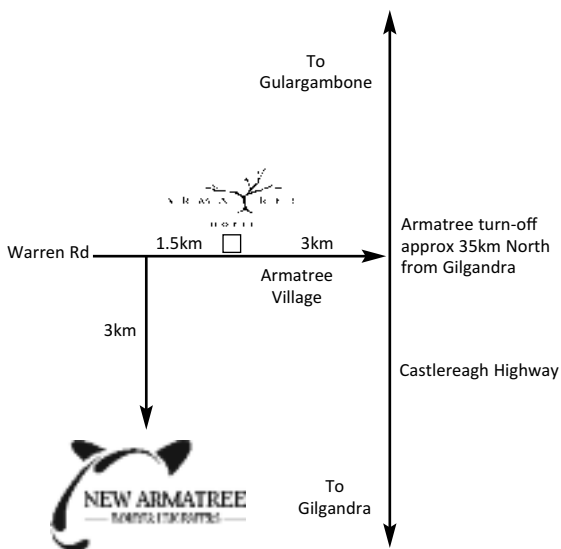 To
Gulargambone
HOTEL
1.5km
3km
Armatree turn-off
approx 35km North
from Gilgandra
Warren Rd
Armatree
Village
3km
Castlereagh Highway
To
Gilgandra
NEW ARMATREE